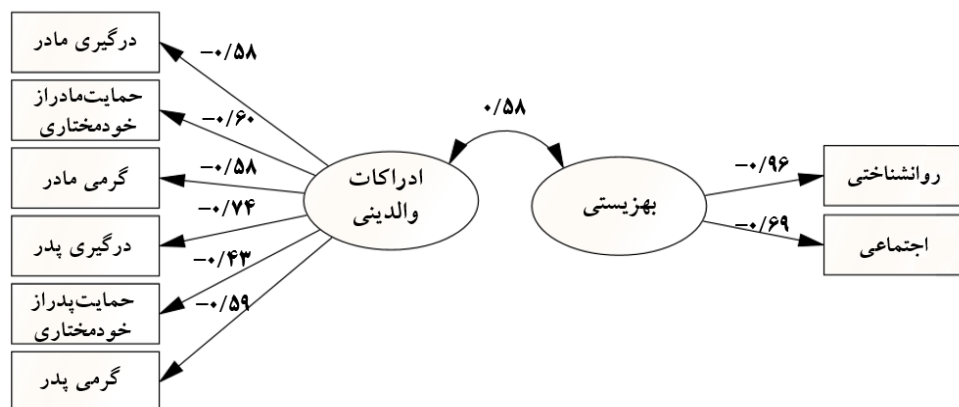 درگیری مادر
−۰/۵۸
حمایت‌مادراز
خودمختاری
−۰/۶۰
گرمی مادر
−۰/۵۸
درگیری پدر
−۰/۷۴
حمایت‌پدراز
خودمختاری
−۰/۴۳
گرمی پدر
−۰/۵۹
ادراکات
والدینی
۰/۵۸
بهزیستی
−۰/۹۶
روانشناختی
−۰/۶۹
اجتماعی